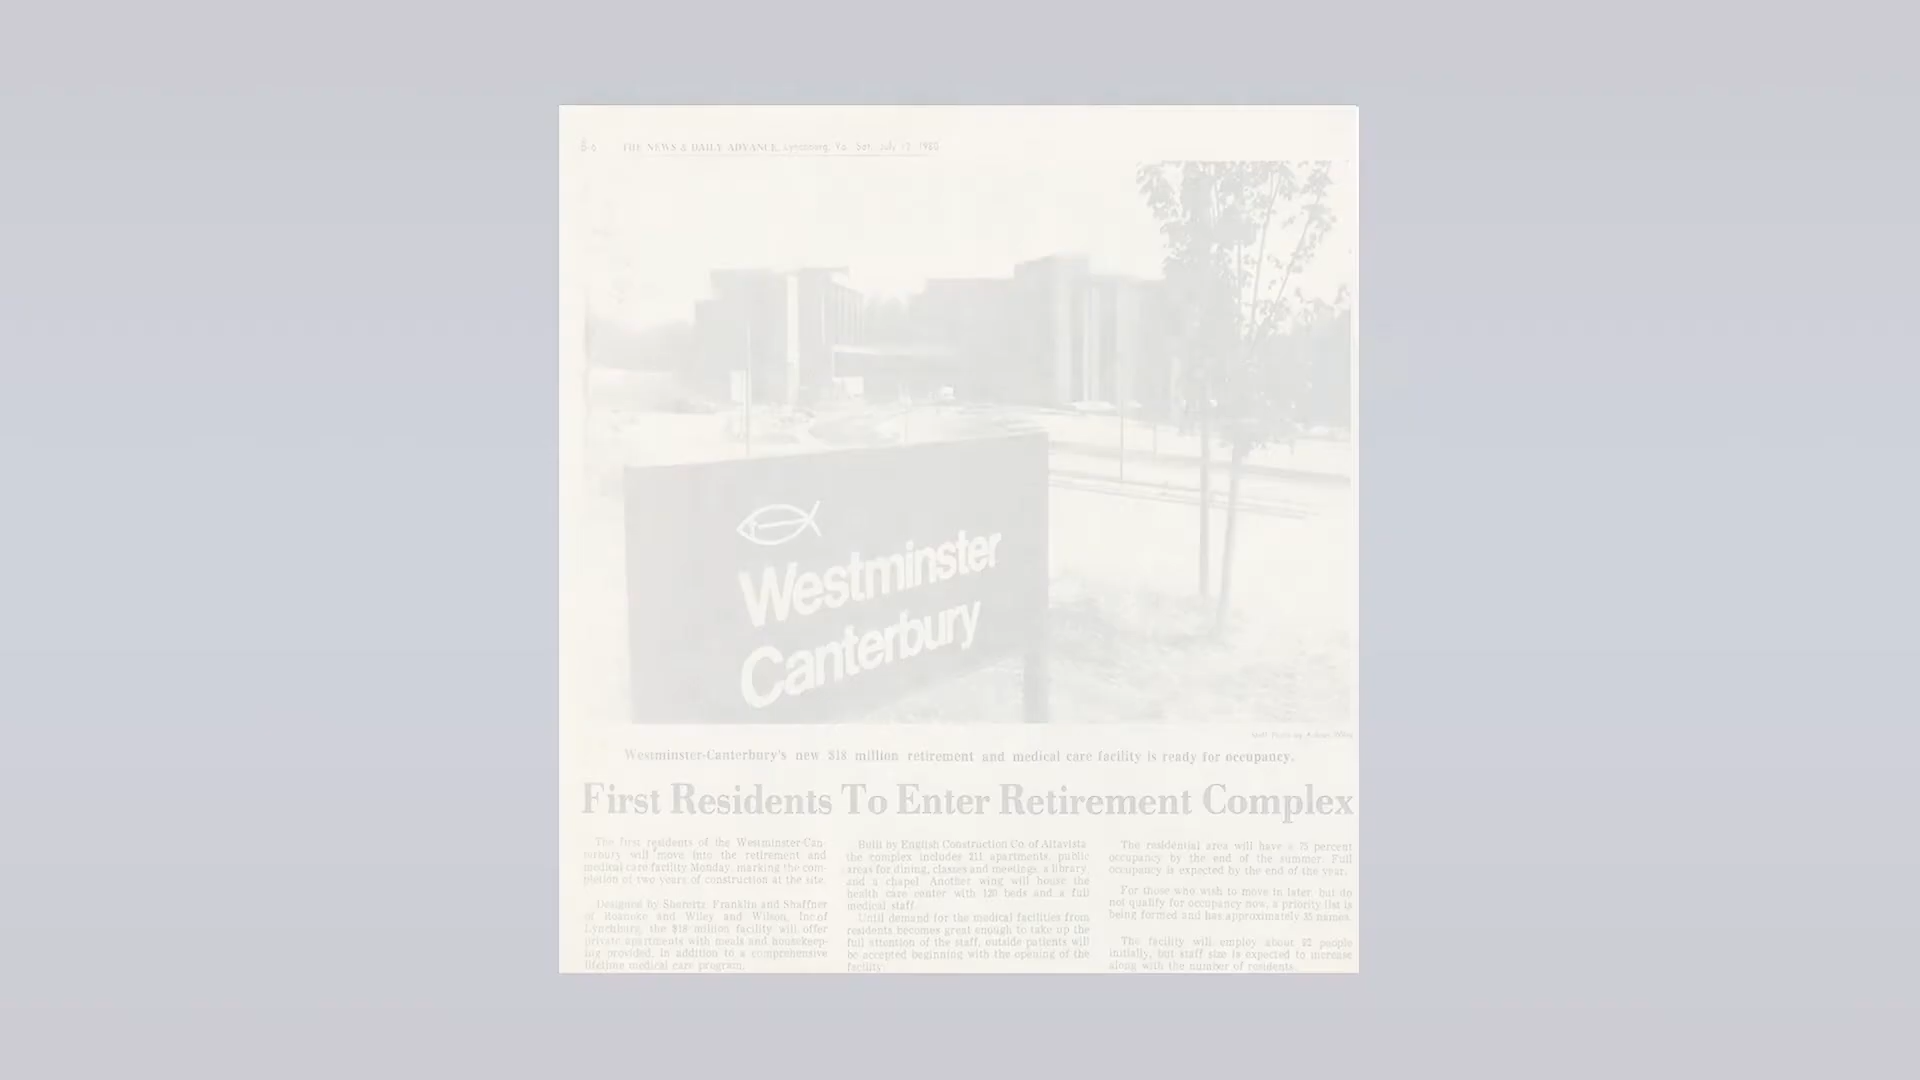 B-6 THE NEWS & DAILY ADVANCE, Lynchburg, Va. Sat. July 12, 1980
Westminster
Canterbury
Westminster-Canterbury's new $18 million retirement and medical care facility is ready for occupancy.
First Residents To Enter Retirement Complex
The first residents of the Westminster-Can-
terbury will move into the retirement and
medical care facility Monday, marking the com-
pletion of two years of construction at the site.
Designed by Sherertz, Franklin and Shaffner
of Roanoke and Wiley and Wilson, Inc. of
Lynchburg, the $18 million facility will offer
private apartments with meals and housekeep-
ing provided, in addition to a comprehensive
lifetime medical care program.
Built by English Construction Co. of Altavista
the complex includes 211 apartments, public
areas for dining, classes and meetings, a library,
and a chapel. Another wing will house the
health care center with 120 beds and a full
medical staff.
Until demand for the medical facilities from
residents becomes great enough to take up the
full attention of the staff, outside patients will
be accepted beginning with the opening of the
facility.
The residential area will have a 75 percent
occupancy by the end of the summer. Full
occupancy is expected by the end of the year.
For those who wish to move in later, but do
not qualify for occupancy now, a priority list is
being formed and has approximately 35 names.
The facility will employ about 92 people
initially, but staff size is expected to increase
along with the number of residents.